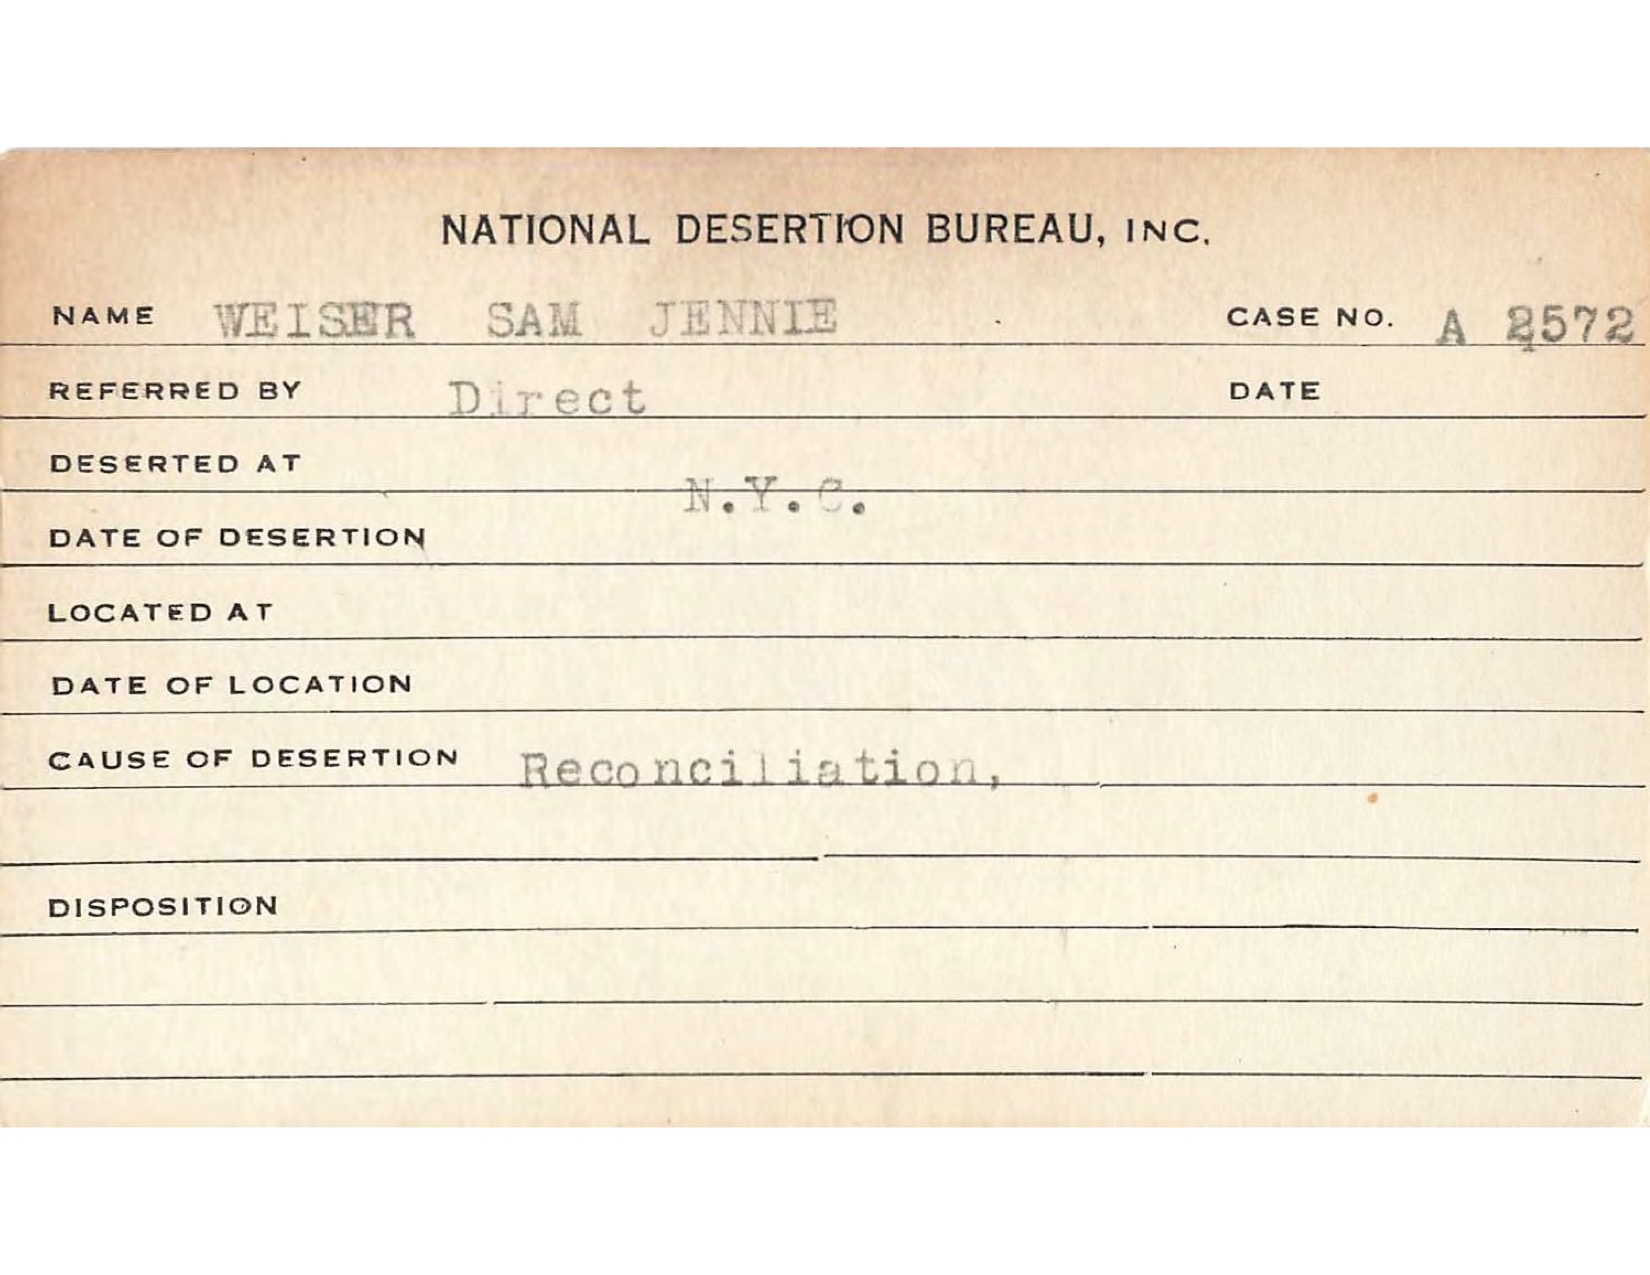 NATIONAL DESERTION BUREAU, INC.
NAME WEISER SAM JENNIE CASE NO. A 2572
REFERRED BY Direct DATE
DESERTED AT
N.Y.C.
DATE OF DESERTION
LOCATED AT
DATE OF LOCATION
CAUSE OF DESERTION Reconciliation,
DISPOSITION